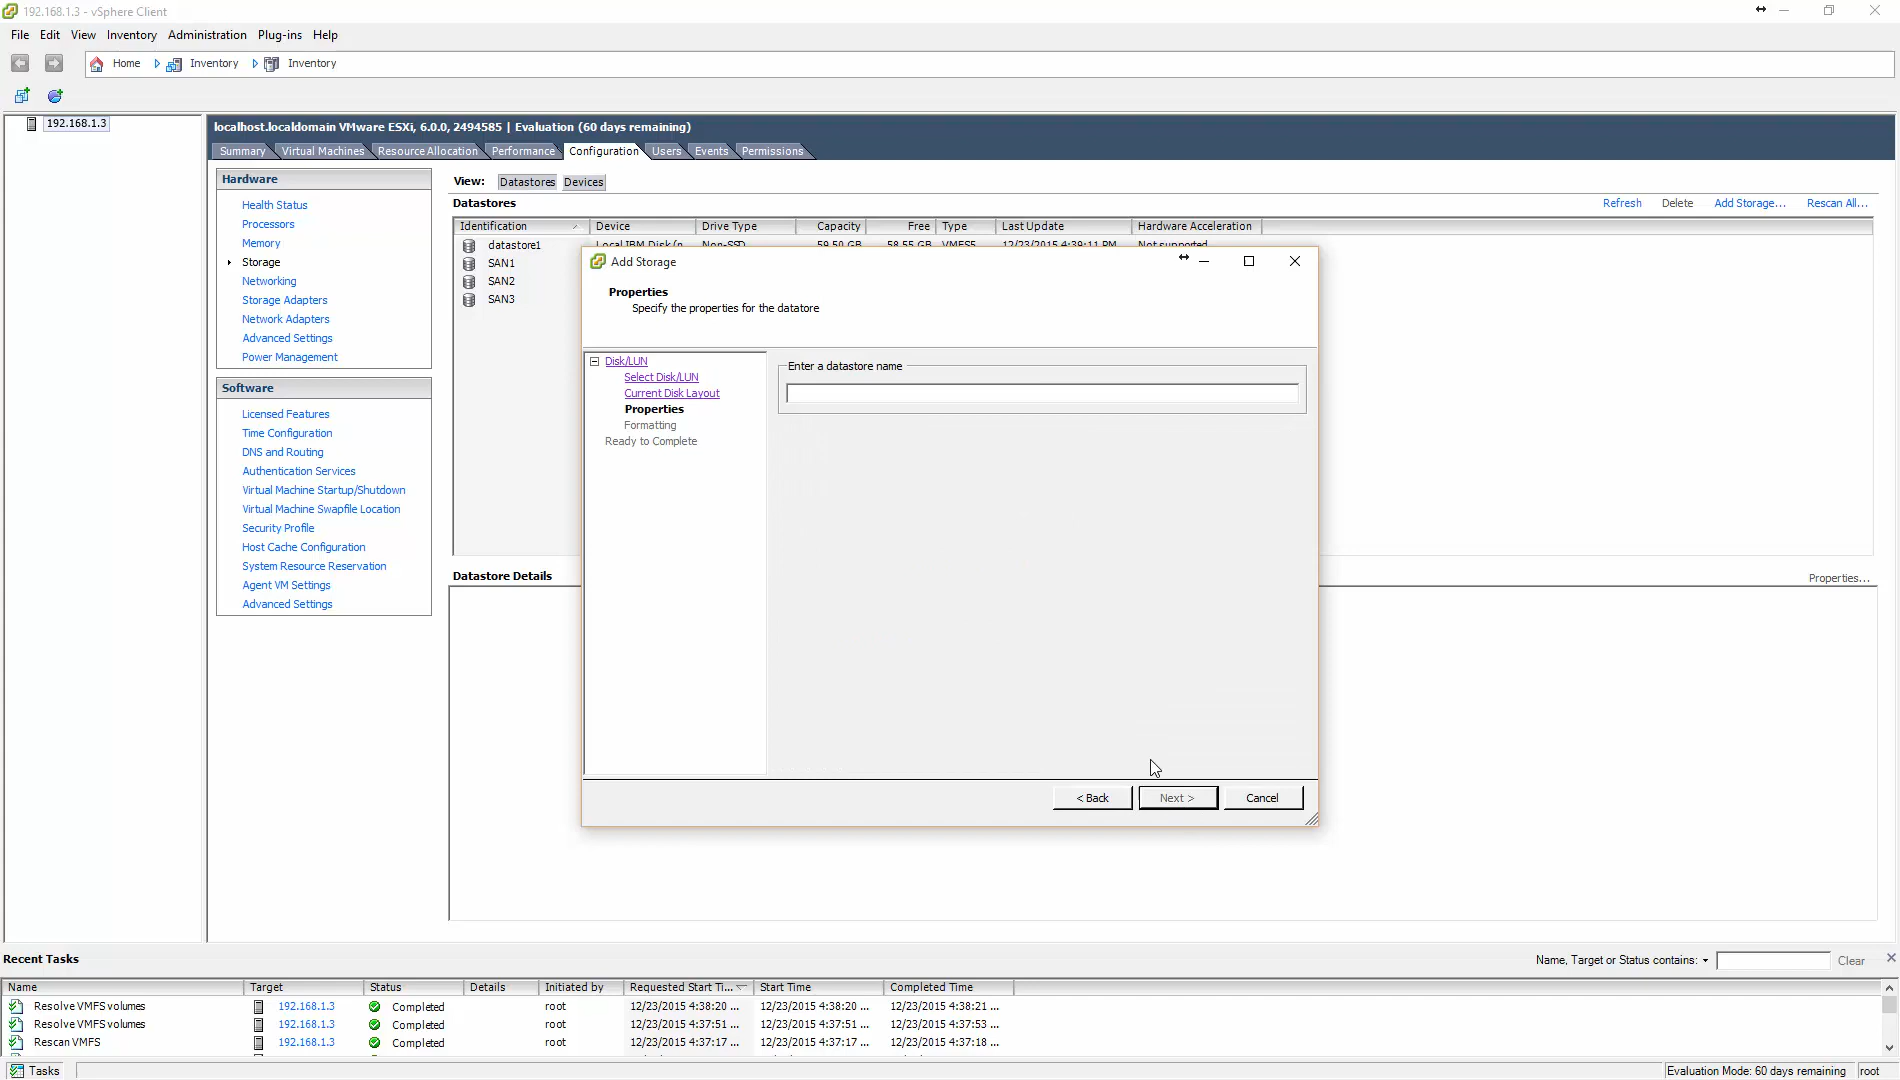 192.168.1.3 - vSphere Client
File Edit View Inventory Administration Plug-ins Help
Home Inventory Inventory
192.168.1.3
localhost.localdomain VMware ESXi, 6.0.0, 2494585 | Evaluation (60 days remaining)
Summary Virtual Machines Resource Allocation Performance Configuration Users Events Permissions
Hardware
Health Status
Processors
Memory
Storage
Networking
Storage Adapters
Network Adapters
Advanced Settings
Power Management
Software
Licensed Features
Time Configuration
DNS and Routing
Authentication Services
Virtual Machine Startup/Shutdown
Virtual Machine Swapfile Location
Security Profile
Host Cache Configuration
System Resource Reservation
Agent VM Settings
Advanced Settings
View: Datastores Devices
Datastores Refresh Delete Add Storage... Rescan All...
Identification Device Drive Type Capacity Free Type Last Update Hardware Acceleration
datastore1 Local IBM Disk (n... Non-SSD 59.50 GB 58.55 GB VMFS5 12/23/2015 4:39:11 PM Not supported
SAN1
SAN2
SAN3
Add Storage
Properties
Specify the properties for the datatore
Disk/LUN
Select Disk/LUN
Current Disk Layout
Properties
Formatting
Ready to Complete
Enter a datastore name
< Back Next > Cancel
Datastore Details Properties...
Recent Tasks Name, Target or Status contains: Clear
Name Target Status Details Initiated by Requested Start Ti... Start Time Completed Time
Resolve VMFS volumes 192.168.1.3 Completed root 12/23/2015 4:38:20 ... 12/23/2015 4:38:20 ... 12/23/2015 4:38:21 ...
Resolve VMFS volumes 192.168.1.3 Completed root 12/23/2015 4:37:51 ... 12/23/2015 4:37:51 ... 12/23/2015 4:37:53 ...
Rescan VMFS 192.168.1.3 Completed root 12/23/2015 4:37:17 ... 12/23/2015 4:37:17 ... 12/23/2015 4:37:18 ...
Tasks Evaluation Mode: 60 days remaining root